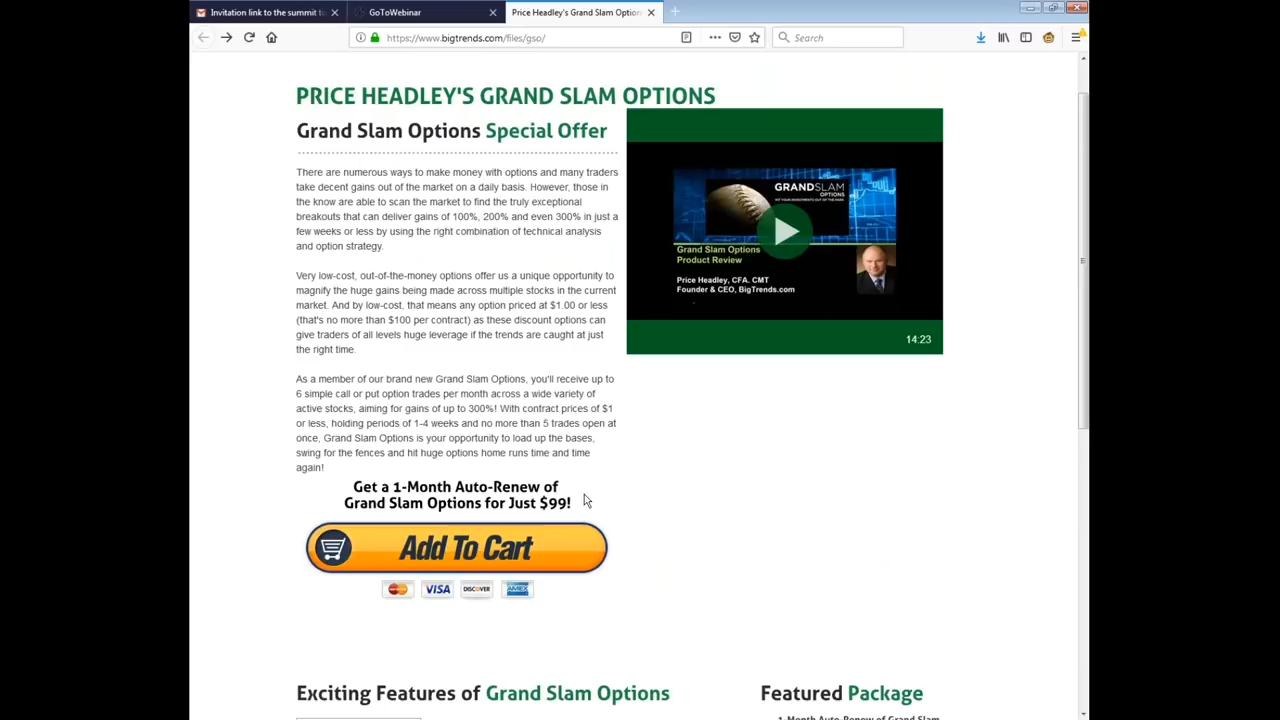 Invitation link to the summit to
GoToWebinar
Price Headley's Grand Slam Option
https://www.bigtrends.com/files/gso/
Search
PRICE HEADLEY'S GRAND SLAM OPTIONS
Grand Slam Options Special Offer
There are numerous ways to make money with options and many traders
take decent gains out of the market on a daily basis. However, those in
the know are able to scan the market to find the truly exceptional
breakouts that can deliver gains of 100%, 200% and even 300% in just a
few weeks or less by using the right combination of technical analysis
and option strategy.
Very low-cost, out-of-the-money options offer us a unique opportunity to
magnify the huge gains being made across multiple stocks in the current
market. And by low-cost, that means any option priced at $1.00 or less
(that's no more than $100 per contract) as these discount options can
give traders of all levels huge leverage if the trends are caught at just
the right time.
As a member of our brand new Grand Slam Options, you'll receive up to
6 simple call or put option trades per month across a wide variety of
active stocks, aiming for gains of up to 300%! With contract prices of $1
or less, holding periods of 1-4 weeks and no more than 5 trades open at
once, Grand Slam Options is your opportunity to load up the bases,
swing for the fences and hit huge options home runs time and time
again!
GRANDSLAM
OPTIONS
HIT YOUR INVESTMENTS OUT OF THE PARK
Grand Slam Options
Product Review
Price Headley, CFA. CMT
Founder & CEO, BigTrends.com
14:23
Get a 1-Month Auto-Renew of
Grand Slam Options for Just $99!
Add To Cart
VISA
DISCOVER
AMEX
Exciting Features of Grand Slam Options
Featured Package
1-Month Auto-Renew of Grand Slam